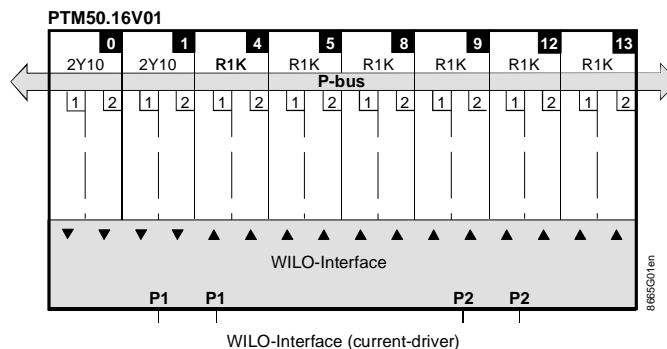 PTM50.16V01
0 1 4 5 8 9 12 13
2Y10 2Y10 R1K R1K R1K R1K R1K R1K
P-bus
1 2 1 2 1 2 1 2 1 2 1 2 1 2 1 2
WILO-Interface
P1 P1 P2 P2
WILO-Interface (current-driver)
8665G01en